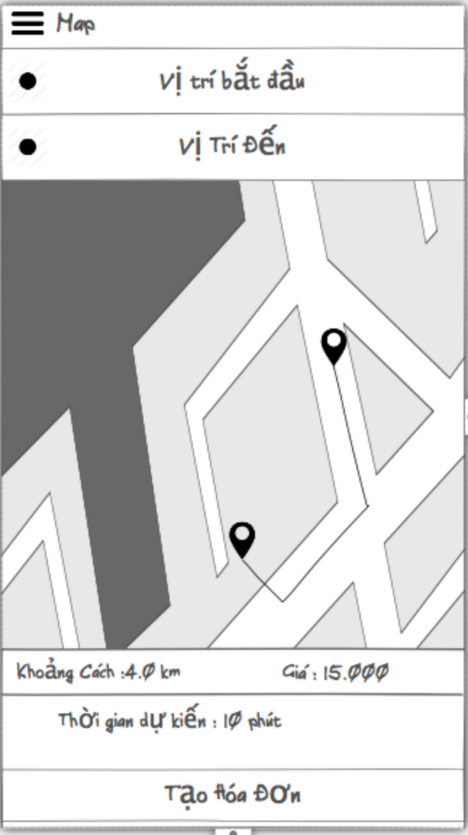 Map
Vị trí bắt đầu
Vị Trí Đến
Khoảng Cách :4.0 km Giá : 15.000
Thời gian dự kiến : 10 phút
Tạo Hóa Đơn